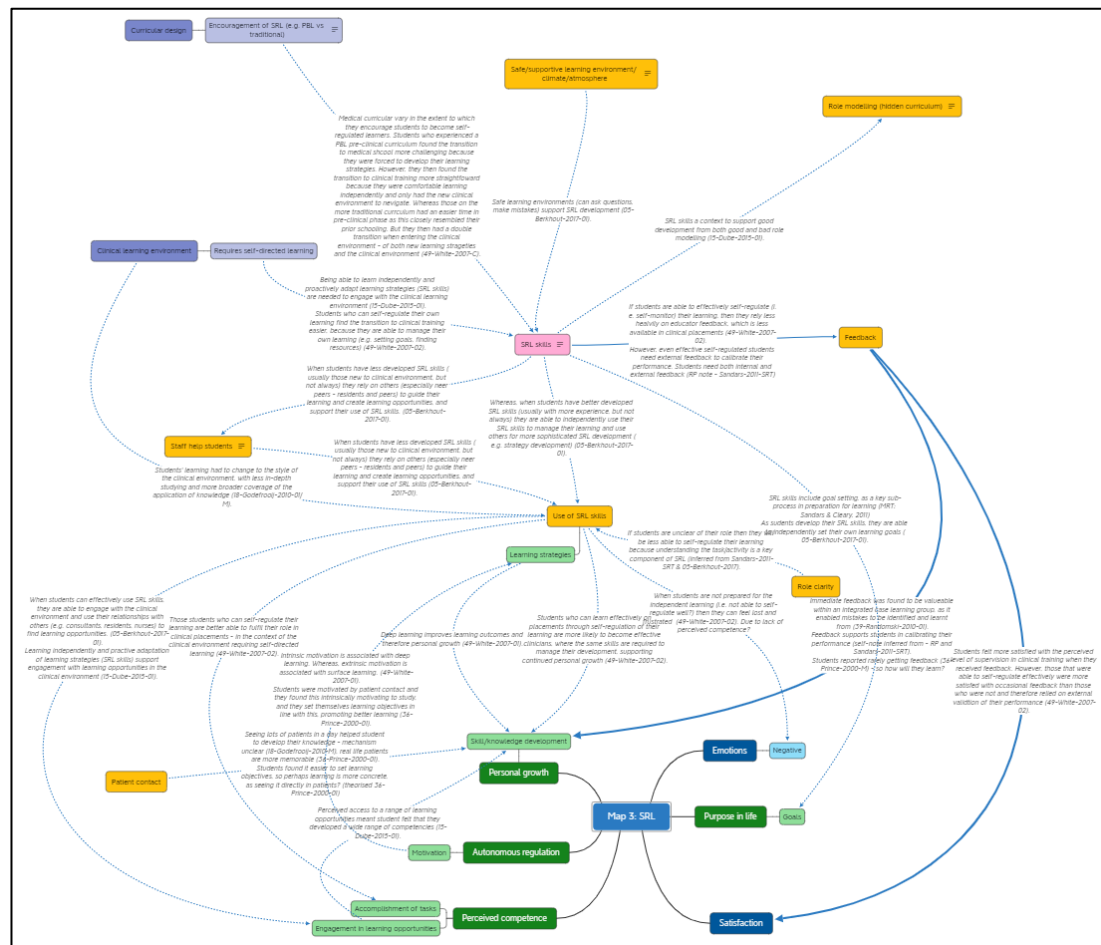 Curricular design
Encouragement of SRL (e.g. PBL vs
traditional)
Safe/supportive learning environment/
climate/atmosphere
Role modelling (hidden curriculum)
Medical curricular vary in the extent to which
they encourage students to become self-
regulated learners. Students who experienced a
PBL pre-clinical curriculum found the transition
to medical shcool more challenging because
they were forced to develop their learning
strategies. However, they then found the
transition to clinical training more straightfoward
because they were comfortable learning
independently and only had the new clinical
environment to nevigate. Whereas those on
the more traditional curriculum had an easier time in
pre-clinical phase as this closely resembled their
prior schooling. But they then had a double
transition when entering the clinical
environment - of both new learning strageties
and the clinical environment (49-White-2007-C).
Safe learning environments (can ask questions,
make mistakes) support SRL development (05-
Berkhout-2017-01).
SRL skills a context to support good
development from both good and bad role
modelling (15-Dube-2015-01).
Clinical learning environment
Requires self-directed learning
Being able to learn independently and
proactively adapt learning strategies (SRL skills)
are needed to engage with the clinical learning
environment (15-Dube-2015-01).
Students who can self-regulate their own
learning find the transition to clinical training
easier, because they are able to manage their
own learning (e.g. setting goals, finding
resources) (49-White-2007-02).
SRL skills
If students are able to effectively self-regulate (i.
e. self-monitor) their learning, then they rely less
healvily on educator feedback, which is less
available in clinical placements (49-White-2007-
02).
However, even effective self-regulated students
need external feedback to calibrate their
performance. Students need both internal and
external feedback (RP note - Sandars-2011-SRT)
Feedback
When students have less developed SRL skills (
usually those new to clinical environment, but
not always) they rely on others (especially neer
peers - residents and peers) to guide their
learning and create learning opportunities, and
support their use of SRL skills. (05-Berkhout-
2017-01).
Whereas, when students have better developed
SRL skills (usually with more experience, but not
always) they are able to independently use their
SRL skills to manage their learning and use
others for more sophisticated SRL development (
e.g. strategy development) (05-Berkhout-2017-
01).
Staff help students
When students have less developed SRL skills (
usually those new to clinical environment, but
not always) they rely on others (especially neer
peers - residents and peers) to guide their
learning and create learning opportunities, and
support their use of SRL skills (05-Berkhout-
2017-01).
Students' learning had to change to the style of
the clinical environment, with less in-depth
studying and more broader coverage of the
application of knowledge (18-Godefrooij-2010-01/
M).
SRL skills include goal setting, as a key sub-
process in preparation for learning (MRT:
Sandars & Cleary, 2011)
As sudents develop their SRL skills, they are able
independently set their own learning goals (
05-Berkhout-2017-01).
Use of SRL skills
Learning strategies
If students are unclear of their role then they
be less able to self-regulate their learning
because understanding the task/activity is a key
component of SRL (inferred from Sandars-2011-
SRT & 05-Berkhout-2017).
Role clarity
When students can effectively use SRL skills,
they are able to engage with the clinical
environment and use their relationships with
others (e.g. consultants, residents nurses) to
find learning opportunities. (05-Berkhout-2017-
01).
Learning independently and practive adaptation
of learning strategies (SRL skills) support
engagement with learning opportunities in the
clinical environment (15-Dube-2015-01).
Those students who can self-regulate their
learning are better able to fulfil their role in
clinical placements - in the context of the
clinical environment requiring self-directed
learning (49-White-2007-02).
Deep learning improves learning outcomes and
therefore personal growth (49-White-2007-01).
Intrinsic motivation is associated with deep
learning. Whereas, extrinsic motivation is
associated with surface learning. (49-White-
2007-01).
Students were motivated by patient contact and
they found this intrinsically motivating to study,
and they set themselves learning objectives in
line with this, promoting better learning (36-
Prince-2000-01).
Students who can learn effectively on
placements through self-regulation of their
learning are more likely to become effective
clinicians, where the same skills are required to
manage their development, supporting
continued personal growth (49-White-2007-02).
When students are not prepared for the
independent learning (i.e. not able to self-
regulate well?) then they can feel lost and
frustrated (49-White-2007-02). Due to lack of
perceived competence?
Immediate feedback was found to be valueable
within an integrated case learning group, as it
enabled mistakes to be identified and learnt
from (39-Randomski-2010-01).
Feedback supports students in calibrating their
performance (self-note inferred from - RP and
Sandars-2011-SRT).
Students reported rarely getting feedback (36-
Prince-2000-M) - so how will they learn?
Students felt more satisfied with the perceived
level of supervision in clinical training when they
received feedback. However, those that were
able to self-regulate effectively were more
satisfied with occasional feedback than those
who were not and therefore relied on external
validtion of their performance (49-White-2007-
02).
Skill/knowledge development
Personal growth
Seeing lots of patients in a day helped student
to develop their knowledge - mechanism
unclear (18-Godefrooij-2010-M). real life patients
are more memorable (36-Prince-2000-01).
Students found it easier to set learning
objectives, so perhaps learning is more concrete
as seeing it directly in patients? (theorised 36-
Prince-2000-01)
Patient contact
Perceived access to a range of learning
opportunities meant student felt that they
developed a wide range of competencies (15-
Dube-2015-01).
Emotions
Negative
Map 3: SRL
Purpose in life
Goals
Motivation
Autonomous regulation
Accomplishment of tasks
Engagement in learning opportunities
Perceived competence
Satisfaction